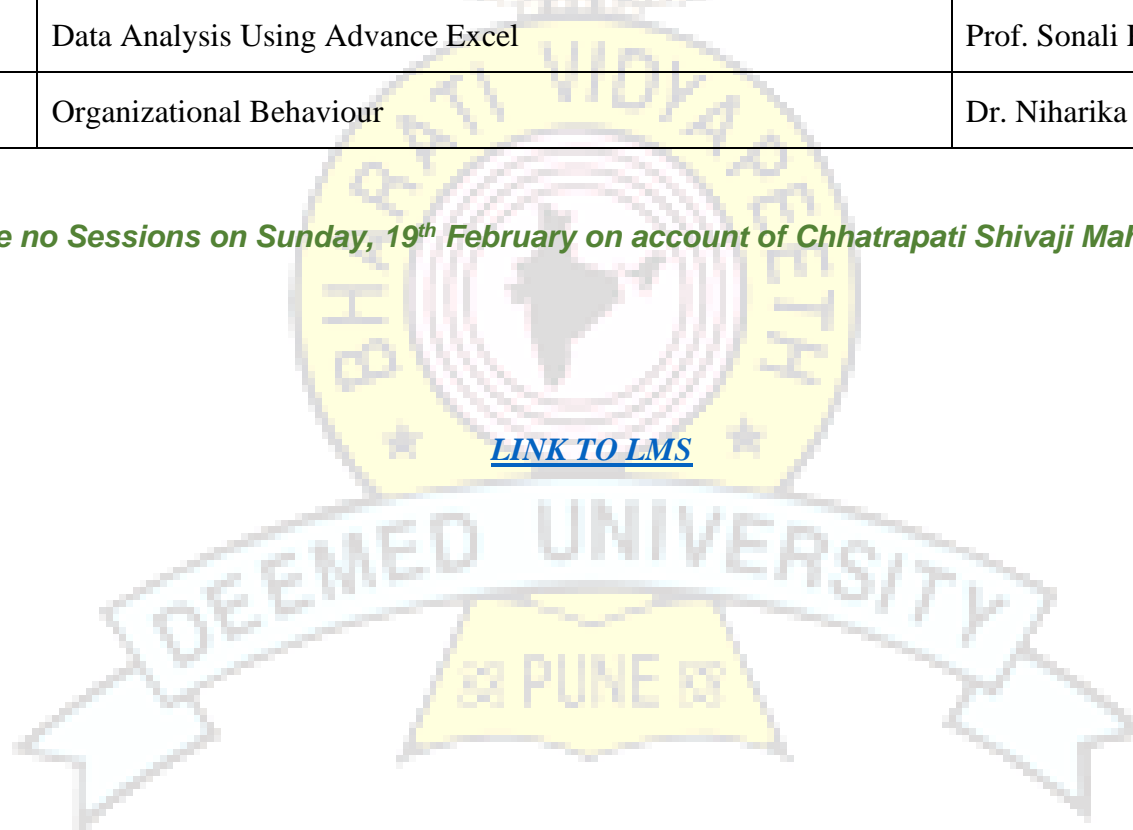 Data Analysis Using Advance Excel Prof. Sonali
Organizational Behaviour Dr. Niharika
no Sessions on Sunday, 19th February on account of Chhatrapati Shivaji
BHARATI VIDYAPEETH
LINK TO LMS
DEEMED UNIVERSITY
PUNE